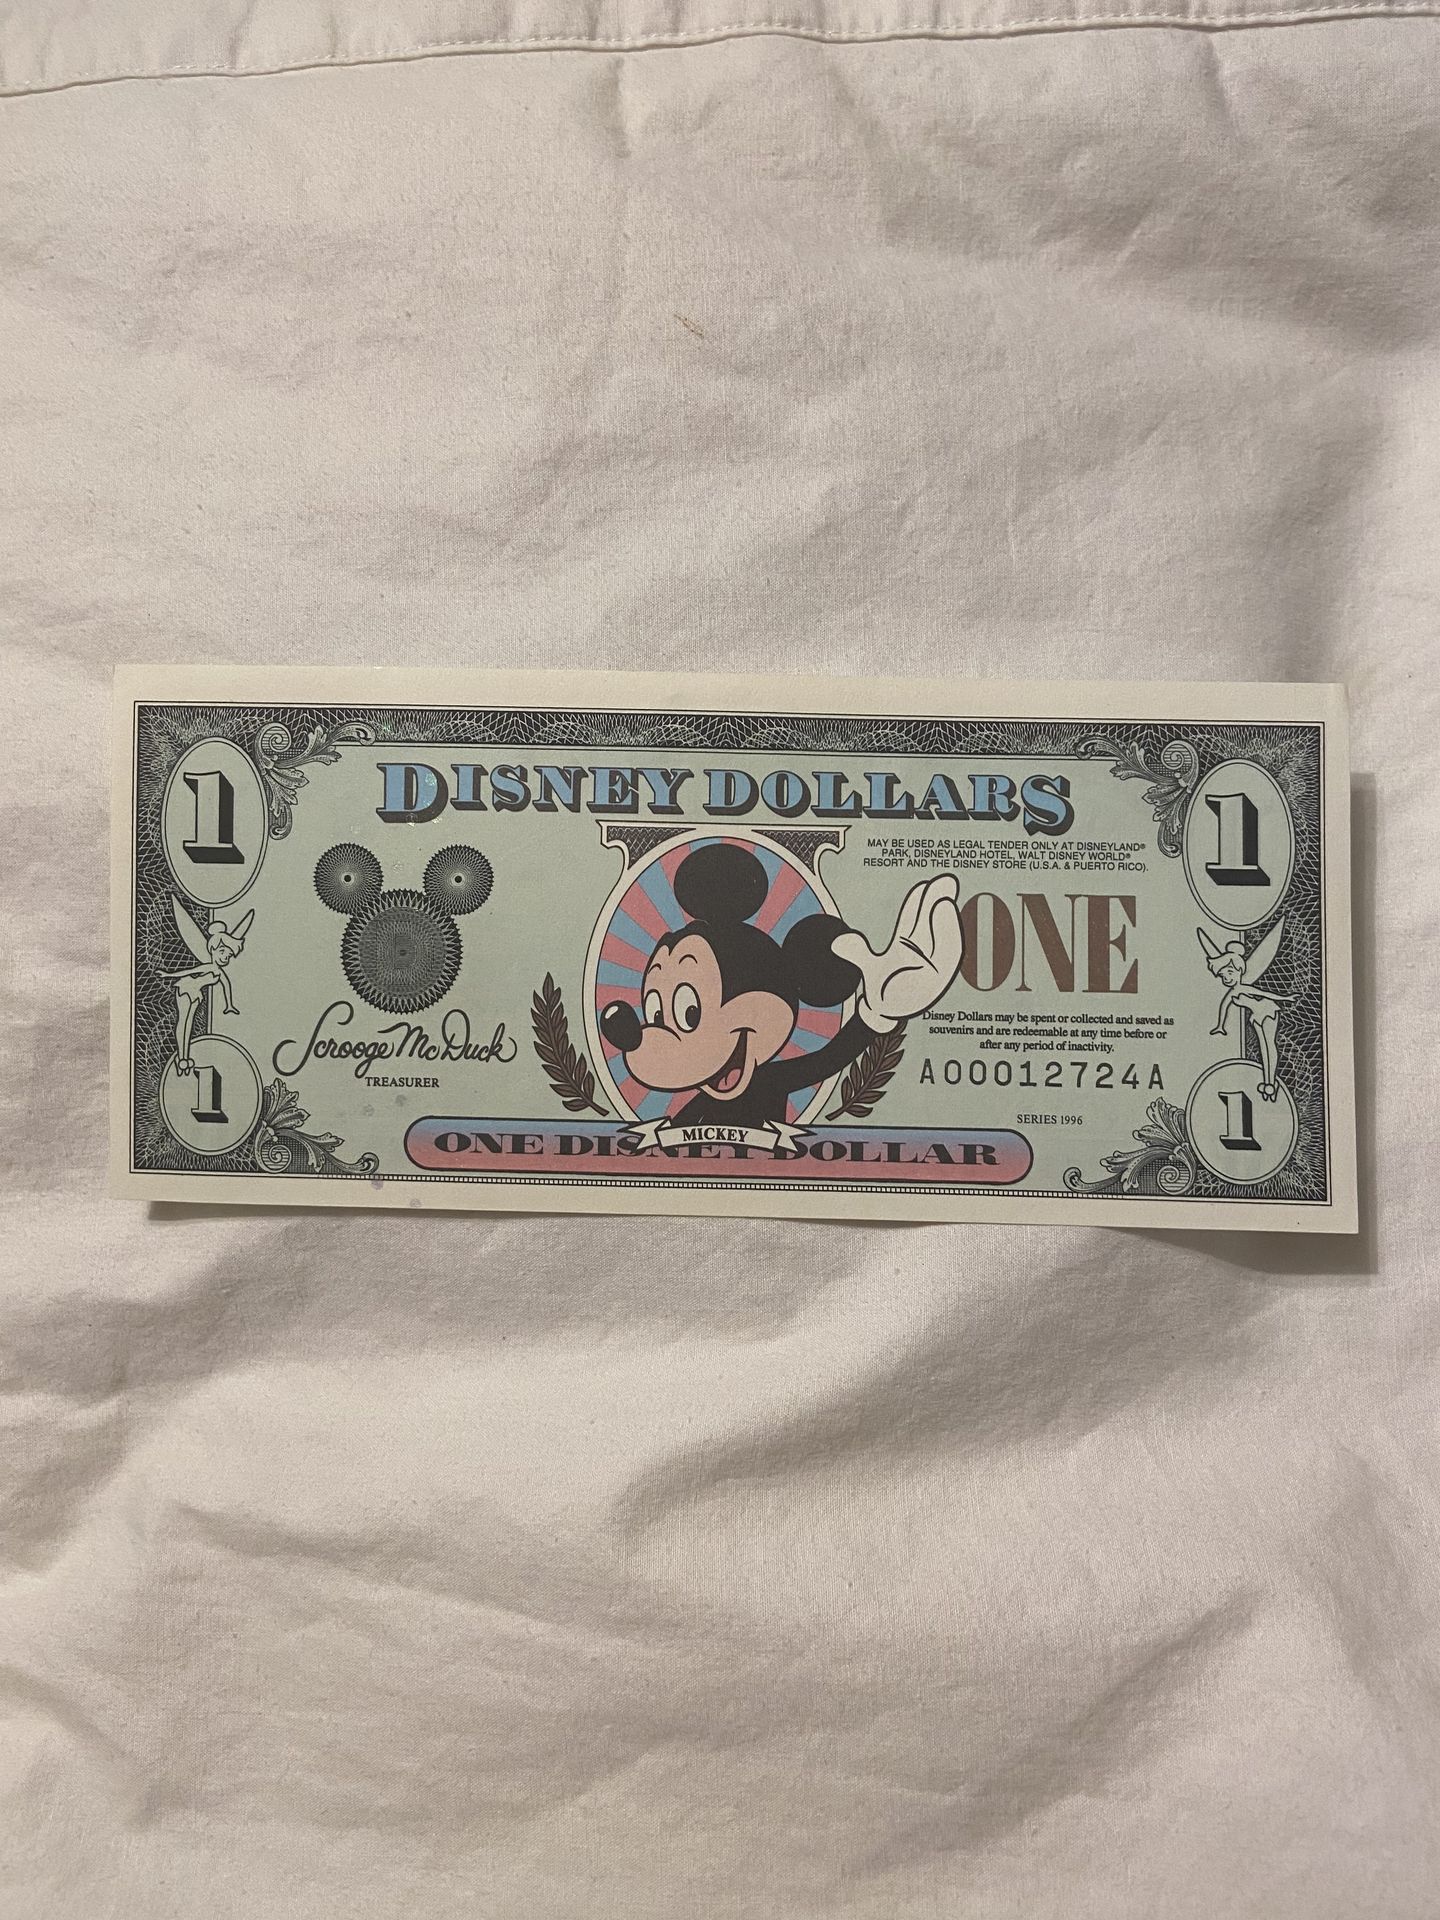 1
DISNEY DOLLARS
1
MAY BE USED AS LEGAL TENDER ONLY AT DISNEYLAND®
PARK, DISNEYLAND HOTEL, WALT DISNEY WORLD®
RESORT AND THE DISNEY STORE (U.S.A. & PUERTO RICO).
ONE
Disney Dollars may be spent or collected and saved as
souvenirs and are redeemable at any time before or
after any period of inactivity.
Scrooge McDuck
TREASURER
A00012724A
SERIES 1996
1
MICKEY
ONE DISNEY DOLLAR
1